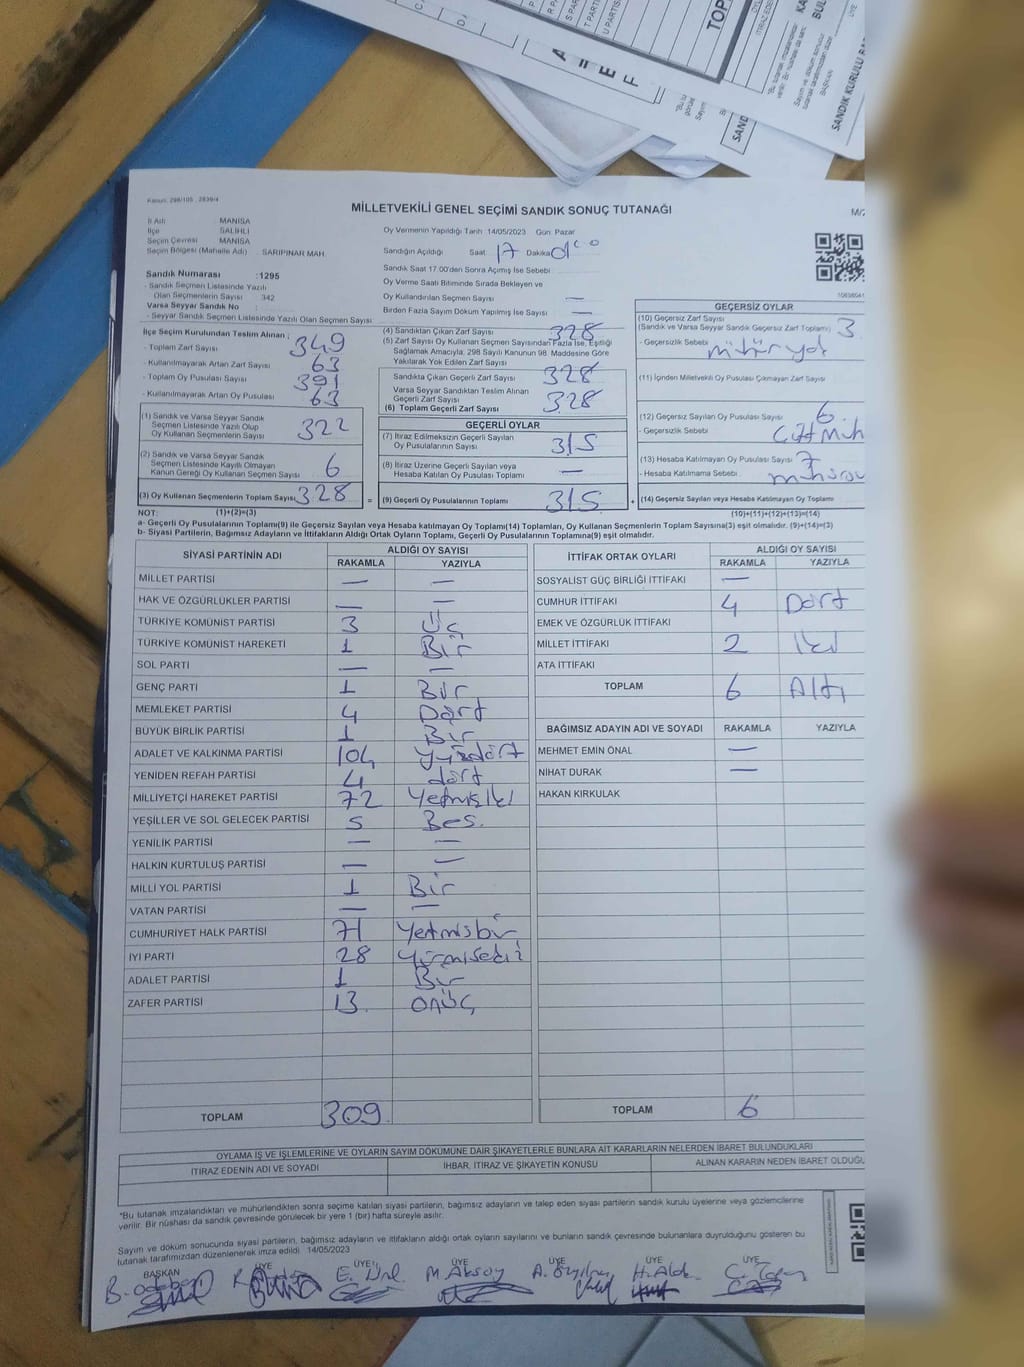 Kanun: 298/105 , 2839/4
MİLLETVEKİLİ GENEL SEÇİMİ SANDIK SONUÇ TUTANAĞI
İl Adı : MANİSA
İlçe : SALİHLİ
Seçim Çevresi : MANİSA
Seçim Bölgesi (Mahalle Adı) : SARIPINAR MAH.
Sandık Numarası :1295
- Sandık Seçmen Listesinde Yazılı
Olan Seçmenlerin Sayısı : 342
Varsa Seyyar Sandık No :
- Seyyar Sandık Seçmen Listesinde Yazılı Olan Seçmen Sayısı:
Oy Vermenin Yapıldığı Tarih :14/05/2023 Gün: Pazar
Sandığın Açıldığı Saat 17 Dakika 01
Sandık Saat 17.00'den Sonra Açılmış İse Sebebi
Oy Verme Saati Bitiminde Sırada Bekleyen ve
Oy Kullandırılan Seçmen Sayısı —
Birden Fazla Sayım Döküm Yapılmış İse Sayısı —
İlçe Seçim Kurulundan Teslim Alınan ;
- Toplam Zarf Sayısı 349
- Kullanılmayarak Artan Zarf Sayısı 63
- Toplam Oy Pusulası Sayısı 391
- Kullanılmayarak Artan Oy Pusulası 63
(1) Sandık ve Varsa Seyyar Sandık
Seçmen Listesinde Yazılı Olup
Oy Kullanan Seçmenlerin Sayısı 322
(2) Sandık ve Varsa Seyyar Sandık
Seçmen Listesinde Kayıtlı Olmayan
Kanun Gereği Oy Kullanan Seçmen Sayısı 6
(3) Oy Kullanan Seçmenlerin Toplam Sayısı 328
(1)+(2)=(3)
(4) Sandıktan Çıkan Zarf Sayısı 328
(5) Zarf Sayısı Oy Kullanan Seçmen Sayısından Fazla İse, Eşitliği
Sağlamak Amacıyla, 298 Sayılı Kanunun 98. Maddesine Göre
Yakılarak Yok Edilen Zarf Sayısı
Sandıkta Çıkan Geçerli Zarf Sayısı 328
Varsa Seyyar Sandıktan Teslim Alınan
Geçerli Zarf Sayısı
(6) Toplam Geçerli Zarf Sayısı 328
GEÇERLİ OYLAR
(7) İtiraz Edilmeksizin Geçerli Sayılan
Oy Pusulalarının Sayısı 315
(8) İtiraz Üzerine Geçerli Sayılan veya
Hesaba Katılan Oy Pusulası Toplamı —
= (9) Geçerli Oy Pusulalarının Toplamı 315 +
GEÇERSİZ OYLAR
(10) Geçersiz Zarf Sayısı
(Sandık ve Varsa Seyyar Sandık Geçersiz Zarf Toplamı) 3
- Geçersizlik Sebebi mühür yok
(11) İçinden Milletvekili Oy Pusulası Çıkmayan Zarf Sayısı
(12) Geçersiz Sayılan Oy Pusulası Sayısı 6
- Geçersizlik Sebebi Çift Müh
(13) Hesaba Katılmayan Oy Pusulası Sayısı 7
- Hesaba Katılmama Sebebi
(14) Geçersiz Sayılan veya Hesaba Katılmayan Oy Toplamı
(10)+(11)+(12)+(13)=(14)
NOT:
a- Geçerli Oy Pusulaları Toplamı(9) ile Geçersiz Sayılan veya Hesaba katılmayan Oy Toplamı(14) Toplamları, Oy Kullanan Seçmenlerin Toplam Sayısına(3) eşit olmalıdır. (9)+(14)=(3)
b- Siyasi Partilerin, Bağımsız Adayların ve İttifakların Aldığı Ortak Oyların Toplamı, Geçerli Oy Pusulalarının Toplamına(9) eşit olmalıdır.
SİYASİ PARTİNİN ADI ALDIĞI OY SAYISI
RAKAMLA YAZIYLA
MİLLET PARTİSİ — —
HAK VE ÖZGÜRLÜKLER PARTİSİ — —
TÜRKİYE KOMÜNİST PARTİSİ 3 Üç
TÜRKİYE KOMÜNİST HAREKETİ 1 Bir
SOL PARTİ — —
GENÇ PARTİ 1 Bir
MEMLEKET PARTİSİ 4 Dört
BÜYÜK BİRLİK PARTİSİ 1 Bir
ADALET VE KALKINMA PARTİSİ 104 Yüzdört
YENİDEN REFAH PARTİSİ 4 dört
MİLLİYETÇİ HAREKET PARTİSİ 72 Yetmişiki
YEŞİLLER VE SOL GELECEK PARTİSİ 5 Beş.
YENİLİK PARTİSİ — —
HALKIN KURTULUŞ PARTİSİ — —
MİLLİ YOL PARTİSİ 1 Bir
VATAN PARTİSİ — —
CUMHURİYET HALK PARTİSİ 71 Yetmişbir
İYİ PARTİ 28 Yirmisekiz
ADALET PARTİSİ 1 Bir
ZAFER PARTİSİ 13 onüç
TOPLAM 309
İTTİFAK ORTAK OYLARI ALDIĞI OY SAYISI
RAKAMLA YAZIYLA
SOSYALİST GÜÇ BİRLİĞİ İTTİFAKI —
CUMHUR İTTİFAKI 4 Dört
EMEK VE ÖZGÜRLÜK İTTİFAKI
MİLLET İTTİFAKI 2 İki
ATA İTTİFAKI
TOPLAM 6 Altı
BAĞIMSIZ ADAYIN ADI VE SOYADI RAKAMLA YAZIYLA
MEHMET EMİN ÖNAL —
NİHAT DURAK —
HAKAN KIRKULAK
TOPLAM 6
OYLAMA İŞ VE İŞLEMLERİNE VE OYLARIN SAYIM DÖKÜMÜNE DAİR ŞİKAYETLERLE BUNLARA AİT KARARLARIN NELERDEN İBARET BULUNDUKLARI
İTİRAZ EDENİN ADI VE SOYADI İHBAR, İTİRAZ VE ŞİKAYETİN KONUSU ALINAN KARARIN NEDEN İBARET OLDUĞU
*Bu tutanak imzalandıktan ve mühürlendikten sonra seçime katılan siyasi partilerin, bağımsız adayların ve talep eden siyasi partilerin sandık kurulu üyelerine veya gözlemcilerine
verilir. Bir nüshası da sandık çevresinde görülecek bir yere 1 (bir) hafta süreyle asılır.
Sayım ve döküm sonucunda siyasi partilerin, bağımsız adayların ve ittifakların aldığı ortak oyların sayılarını ve bunların sandık çevresinde bulunanlara duyrulduğunu gösteren bu
tutanak tarafımızdan düzenlenerek imza edildi. 14/05/2023
BAŞKAN ÜYE ÜYE ÜYE ÜYE ÜYE ÜYE
E. Ünal M. Aksoy